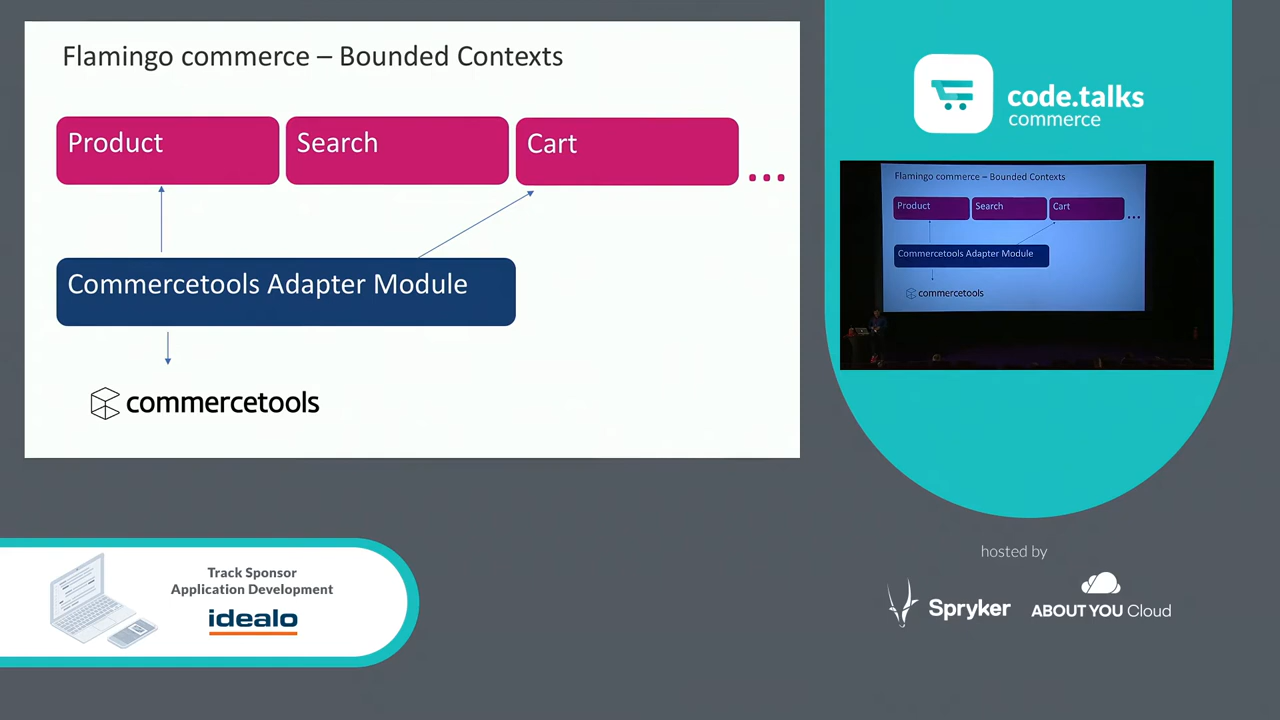 Flamingo commerce – Bounded Contexts
Product
Search
Cart
...
Commercetools Adapter Module
commercetools
code.talks
commerce
Flamingo commerce – Bounded Contexts
Product
Search
Cart
...
Commercetools Adapter Module
commercetools
hosted by
Spryker
ABOUT YOU Cloud
Track Sponsor
Application Development
idealo